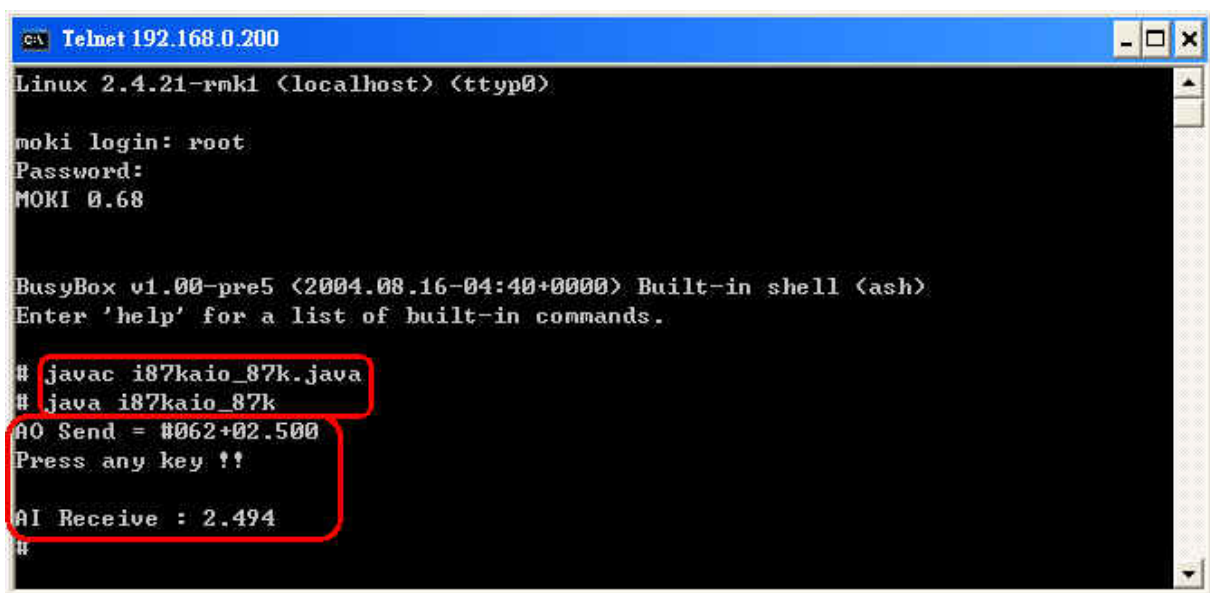 Telnet 192.168.0.200
Linux 2.4.21-rmk1 (localhost) (ttyp0)
moki login: root
Password:
MOKI 0.68
BusyBox v1.00-pre5 (2004.08.16-04:40+0000) Built-in shell (ash)
Enter 'help' for a list of built-in commands.
# javac i87kaio_87k.java
# java i87kaio_87k
AO Send = #062+02.500
Press any key !!
AI Receive : 2.494
#